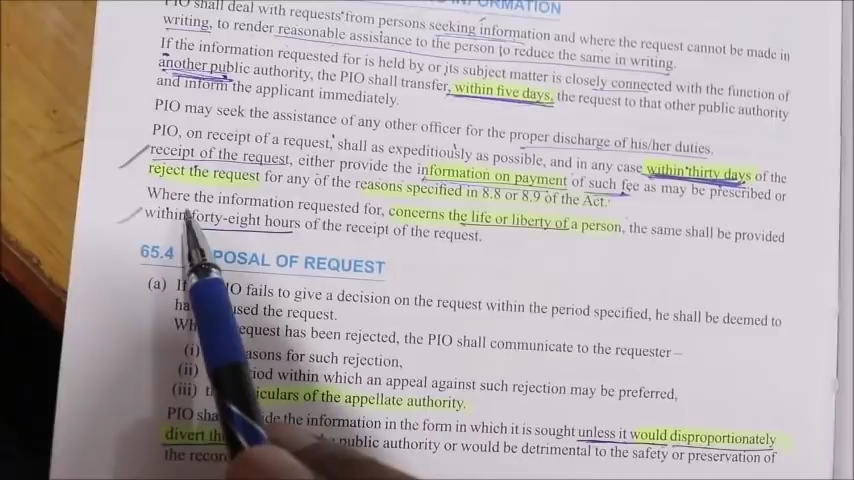 INFORMATION
PIO shall deal with requests from persons seeking information and where the request cannot be made in
writing, to render reasonable assistance to the person to reduce the same in writing.
If the information requested for is held by or its subject matter is closely connected with the function of
another public authority, the PIO shall transfer, within five days, the request to that other public authority
and inform the applicant immediately.
PIO may seek the assistance of any other officer for the proper discharge of his/her duties.
PIO, on receipt of a request, shall as expeditiously as possible, and in any case within thirty days of the
receipt of the request, either provide the information on payment of such fee as may be prescribed or
reject the request for any of the reasons specified in 8.8 or 8.9 of the Act.
Where the information requested for, concerns the life or liberty of a person, the same shall be provided
within forty-eight hours of the receipt of the request.
65.4 POSAL OF REQUEST
(a) If PIO fails to give a decision on the request within the period specified, he shall be deemed to
ha used the request.
Wh request has been rejected, the PIO shall communicate to the requester –
(i) easons for such rejection,
(ii) period within which an appeal against such rejection may be preferred,
(iii) t iculars of the appellate authority.
PIO sha ide the information in the form in which it is sought unless it would disproportionately
divert th public authority or would be detrimental to the safety or preservation of
the recor